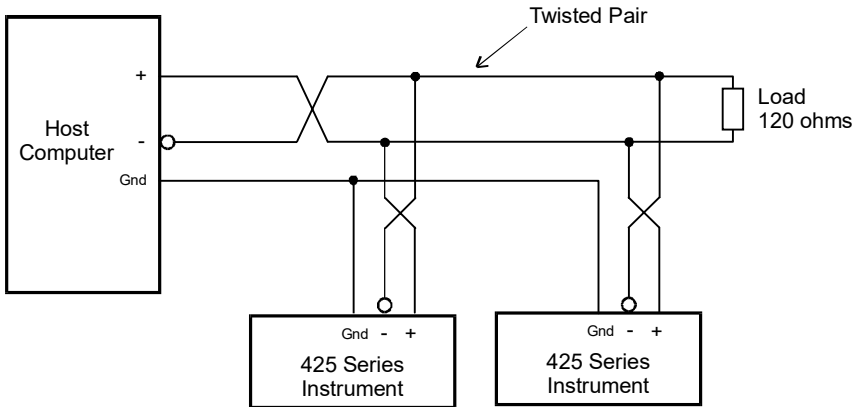 Twisted Pair
+
Host
Computer
-
Gnd
Load
120 ohms
Gnd - +
425 Series
Instrument
Gnd - +
425 Series
Instrument